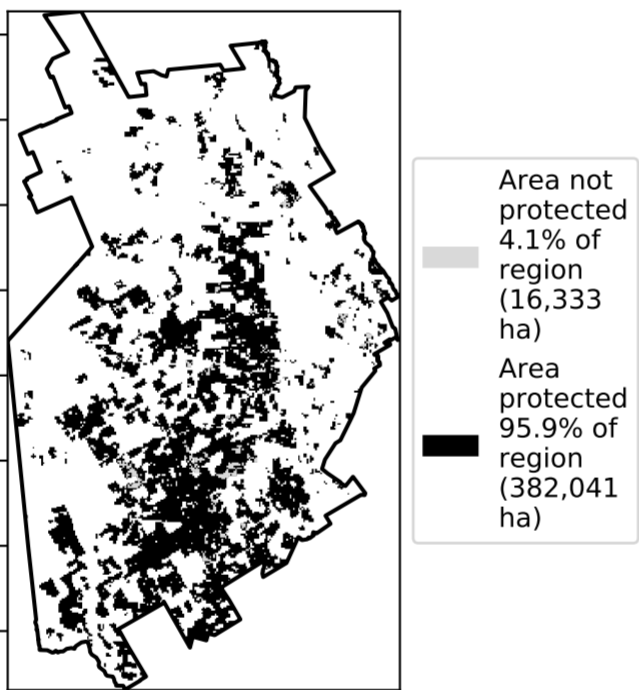 Area not
protected
4.1% of
region
(16,333
ha)
Area
protected
95.9% of
region
(382,041
ha)